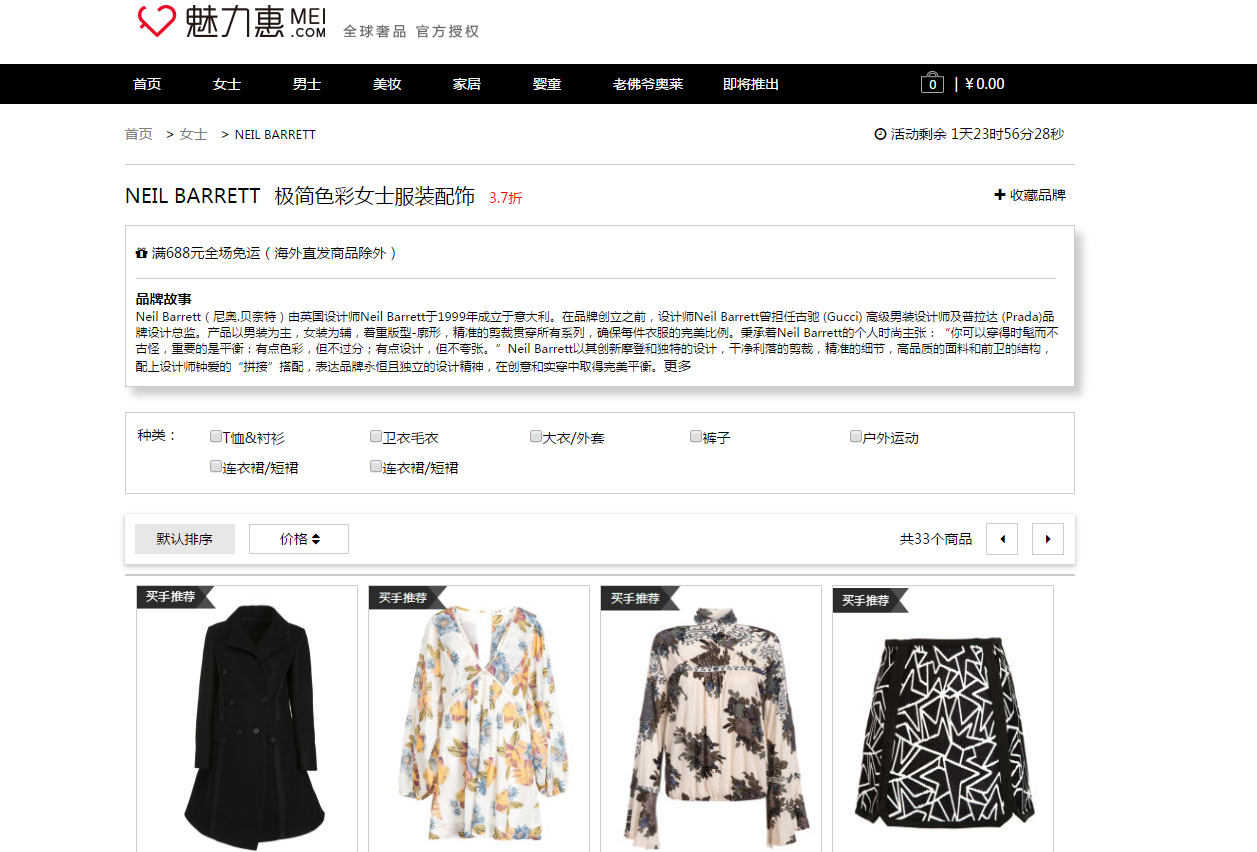 魅力惠 MEI .COM 全球奢品 官方授权
首页 女士 男士 美妆 家居 婴童 老佛爷奥莱 即将推出 0 | ¥0.00
首页 > 女士 > NEIL BARRETT 活动剩余 1天23时56分28秒
NEIL BARRETT 极简色彩女士服装配饰 3.7折 收藏品牌
满688元全场免运（海外直发商品除外）
品牌故事
Neil Barrett（尼奥.贝奈特）由英国设计师Neil Barrett于1999年成立于意大利。在品牌创立之前，设计师Neil Barrett曾担任古驰 (Gucci) 高级男装设计师及普拉达 (Prada)品
牌设计总监。产品以男装为主，女装为辅，着重版型-廓形，精准的剪裁贯穿所有系列，确保每件衣服的完美比例。秉承着Neil Barrett的个人时尚主张：“你可以穿得时髦而不
古怪，重要的是平衡：有点色彩，但不过分；有点设计，但不夸张。”Neil Barrett以其创新摩登和独特的设计，干净利落的剪裁，精准的细节，高品质的面料和前卫的结构，
配上设计师钟爱的“拼接”搭配，表达品牌永恒且独立的设计精神，在创意和实穿中取得完美平衡。更多
种类： T恤&衬衫 卫衣毛衣 大衣/外套 裤子 户外运动
连衣裙/短裙 连衣裙/短裙
默认排序 价格 共33个商品
买手推荐 买手推荐 买手推荐 买手推荐